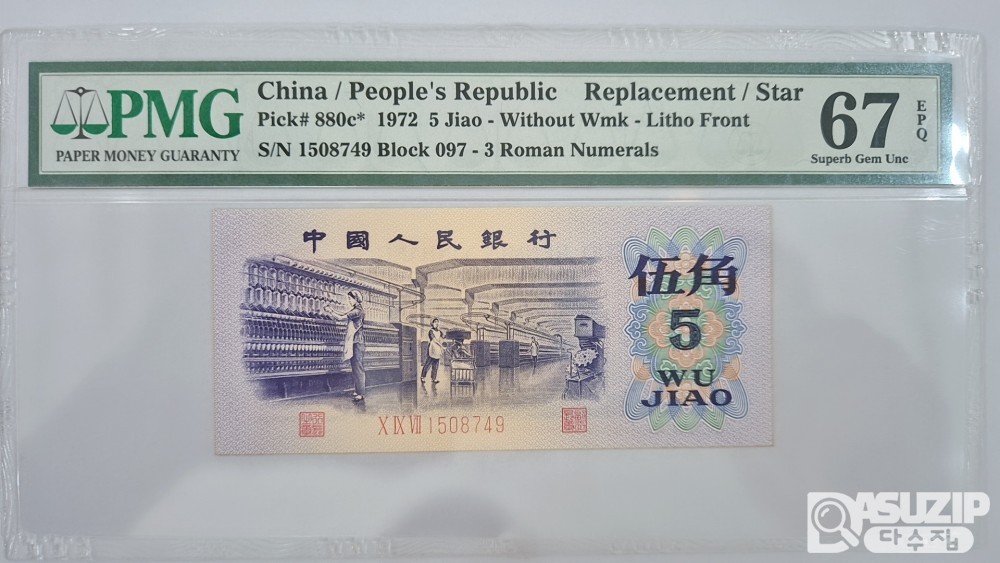 PMG
PAPER MONEY GUARANTY
China / People's Republic Replacement / Star
Pick# 880c* 1972 5 Jiao - Without Wmk - Litho Front
S/N 1508749 Block 097 - 3 Roman Numerals
67 EPQ
Superb Gem Unc
中國人民銀行
伍角
5
WU
JIAO
X IX VII 1508749
ASUZIP
다수집